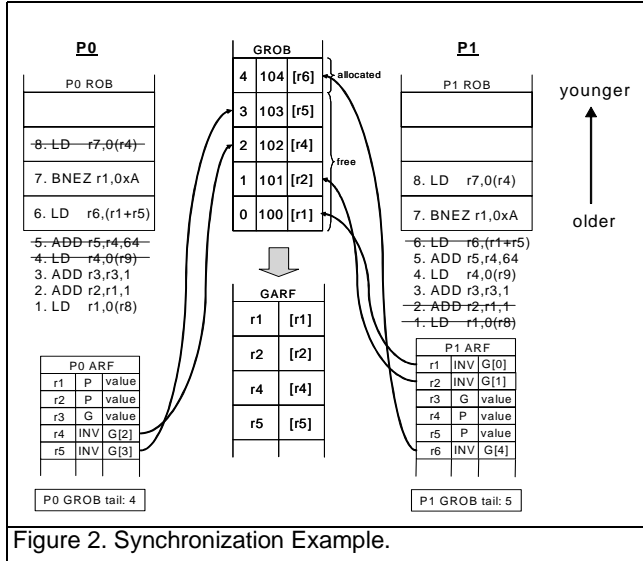 P0
P0 ROB
8. LD r7,0(r4)
7. BNEZ r1,0xA
6. LD r6,(r1+r5)
5. ADD r5,r4,64
4. LD r4,0(r9)
3. ADD r3,r3,1
2. ADD r2,r1,1
1. LD r1,0(r8)
P0 ARF
r1 P value
r2 P value
r3 G value
r4 INV G[2]
r5 INV G[3]
P0 GROB tail: 4
GROB
4 104 [r6] allocated
3 103 [r5]
2 102 [r4]
free
1 101 [r2]
0 100 [r1]
GARF
r1 [r1]
r2 [r2]
r4 [r4]
r5 [r5]
P1
P1 ROB
8. LD r7,0(r4)
7. BNEZ r1,0xA
6. LD r6,(r1+r5)
5. ADD r5,r4,64
4. LD r4,0(r9)
3. ADD r3,r3,1
2. ADD r2,r1,1
1. LD r1,0(r8)
P1 ARF
r1 INV G[0]
r2 INV G[1]
r3 G value
r4 P value
r5 P value
r6 INV G[4]
P1 GROB tail: 5
younger
older
Figure 2. Synchronization Example.